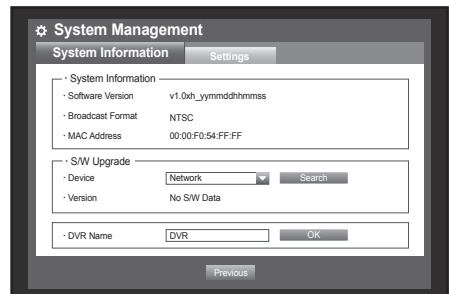 System Management
System Information Settings
· System Information
· Software Version v1.0xh_yymmddhhmmss
· Broadcast Format NTSC
· MAC Address 00:00:F0:54:FF:FF
· S/W Upgrade
· Device Network Search
· Version No S/W Data
· DVR Name DVR OK
Previous